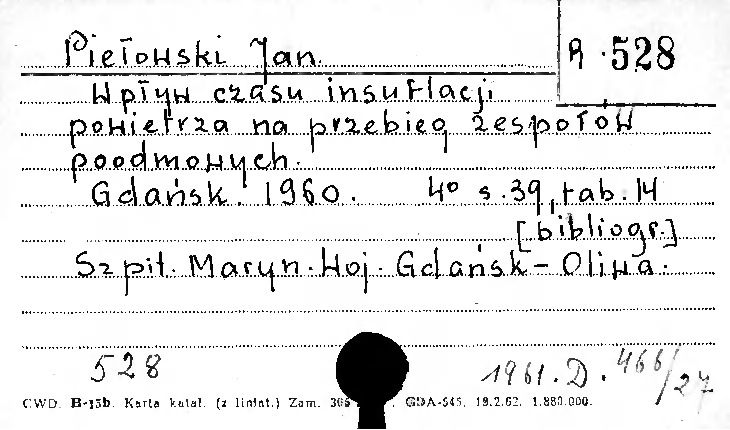 Piełowski Jan.
R.528
Wpływ czasu insuflacji
powietrza na przebieg zespołów
poodmowych.
Gdańsk. 1960. 4° s.39, tab.14
[bibliogr.]
Szpit. Maryn. Woj. Gdańsk - Oliwa.
528
1961.D.466/27
CWD. B-15b. Karta katal. (z liniat.) Zam. GDA-545. 19.2.62. 1.880.000.